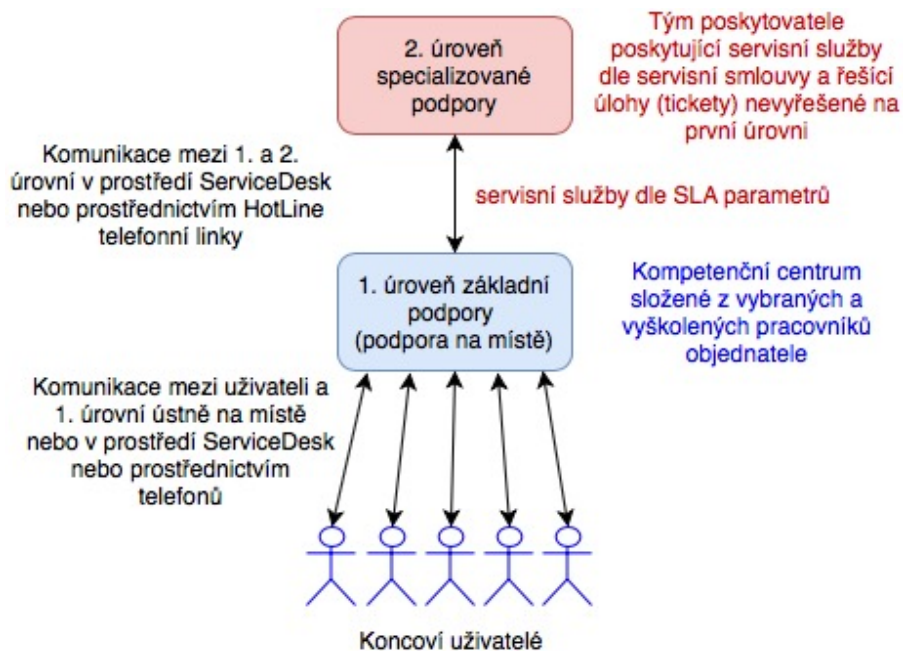 2. úroveň
specializované
podpory
Tým poskytovatele
poskytující servisní služby
dle servisní smlouvy a řešící
úlohy (tickety) nevyřešené na
první úrovni
Komunikace mezi 1. a 2.
úrovní v prostředí ServiceDesk
nebo prostřednictvím HotLine
telefonní linky
servisní služby dle SLA parametrů
1. úroveň základní
podpory
(podpora na místě)
Kompetenční centrum
složené z vybraných a
vyškolených pracovníků
objednatele
Komunikace mezi uživateli a
1. úrovní ústně na místě
nebo v prostředí ServiceDesk
nebo prostřednictvím
telefonů
Koncoví uživatelé